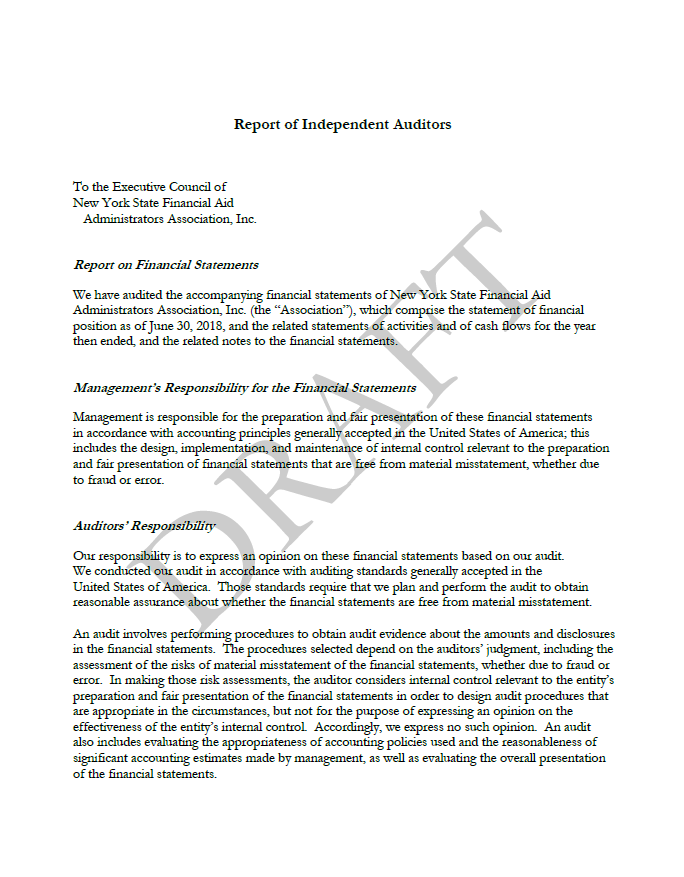 Report of Independent Auditors
To the Executive Council of
New York State Financial Aid
Administrators Association, Inc.
Report on Financial Statements
We have audited the accompanying financial statements of New York State Financial Aid
Administrators Association, Inc. (the “Association”), which comprise the statement of financial
position as of June 30, 2018, and the related statements of activities and of cash flows for the year
then ended, and the related notes to the financial statements.
Management’s Responsibility for the Financial Statements
Management is responsible for the preparation and fair presentation of these financial statements
in accordance with accounting principles generally accepted in the United States of America; this
includes the design, implementation, and maintenance of internal control relevant to the preparation
and fair presentation of financial statements that are free from material misstatement, whether due
to fraud or error.
Auditors’ Responsibility
Our responsibility is to express an opinion on these financial statements based on our audit.
We conducted our audit in accordance with auditing standards generally accepted in the
United States of America.  Those standards require that we plan and perform the audit to obtain
reasonable assurance about whether the financial statements are free from material misstatement.
An audit involves performing procedures to obtain audit evidence about the amounts and disclosures
in the financial statements.  The procedures selected depend on the auditors’ judgment, including the
assessment of the risks of material misstatement of the financial statements, whether due to fraud or
error.  In making those risk assessments, the auditor considers internal control relevant to the entity’s
preparation and fair presentation of the financial statements in order to design audit procedures that
are appropriate in the circumstances, but not for the purpose of expressing an opinion on the
effectiveness of the entity’s internal control.  Accordingly, we express no such opinion.  An audit
also includes evaluating the appropriateness of accounting policies used and the reasonableness of
significant accounting estimates made by management, as well as evaluating the overall presentation
of the financial statements.
DRAFT